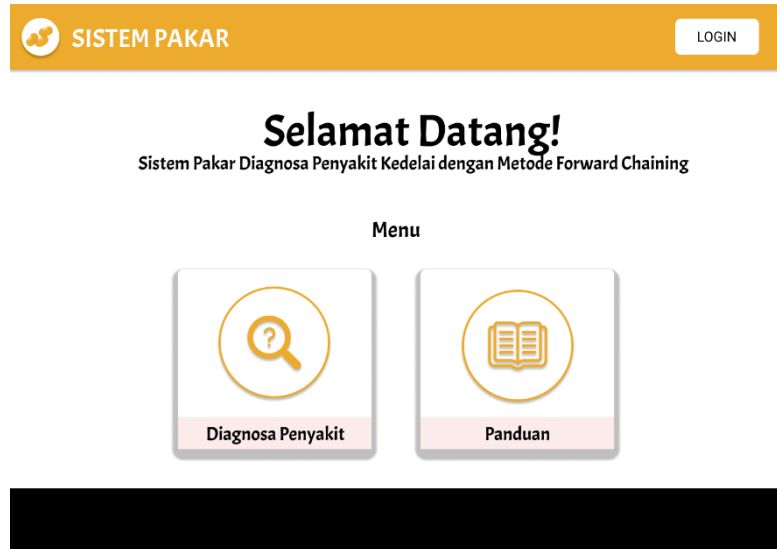 SISTEM PAKAR
LOGIN
Selamat Datang!
Sistem Pakar Diagnosa Penyakit Kedelai dengan Metode Forward Chaining
Menu
?
Diagnosa Penyakit
Panduan